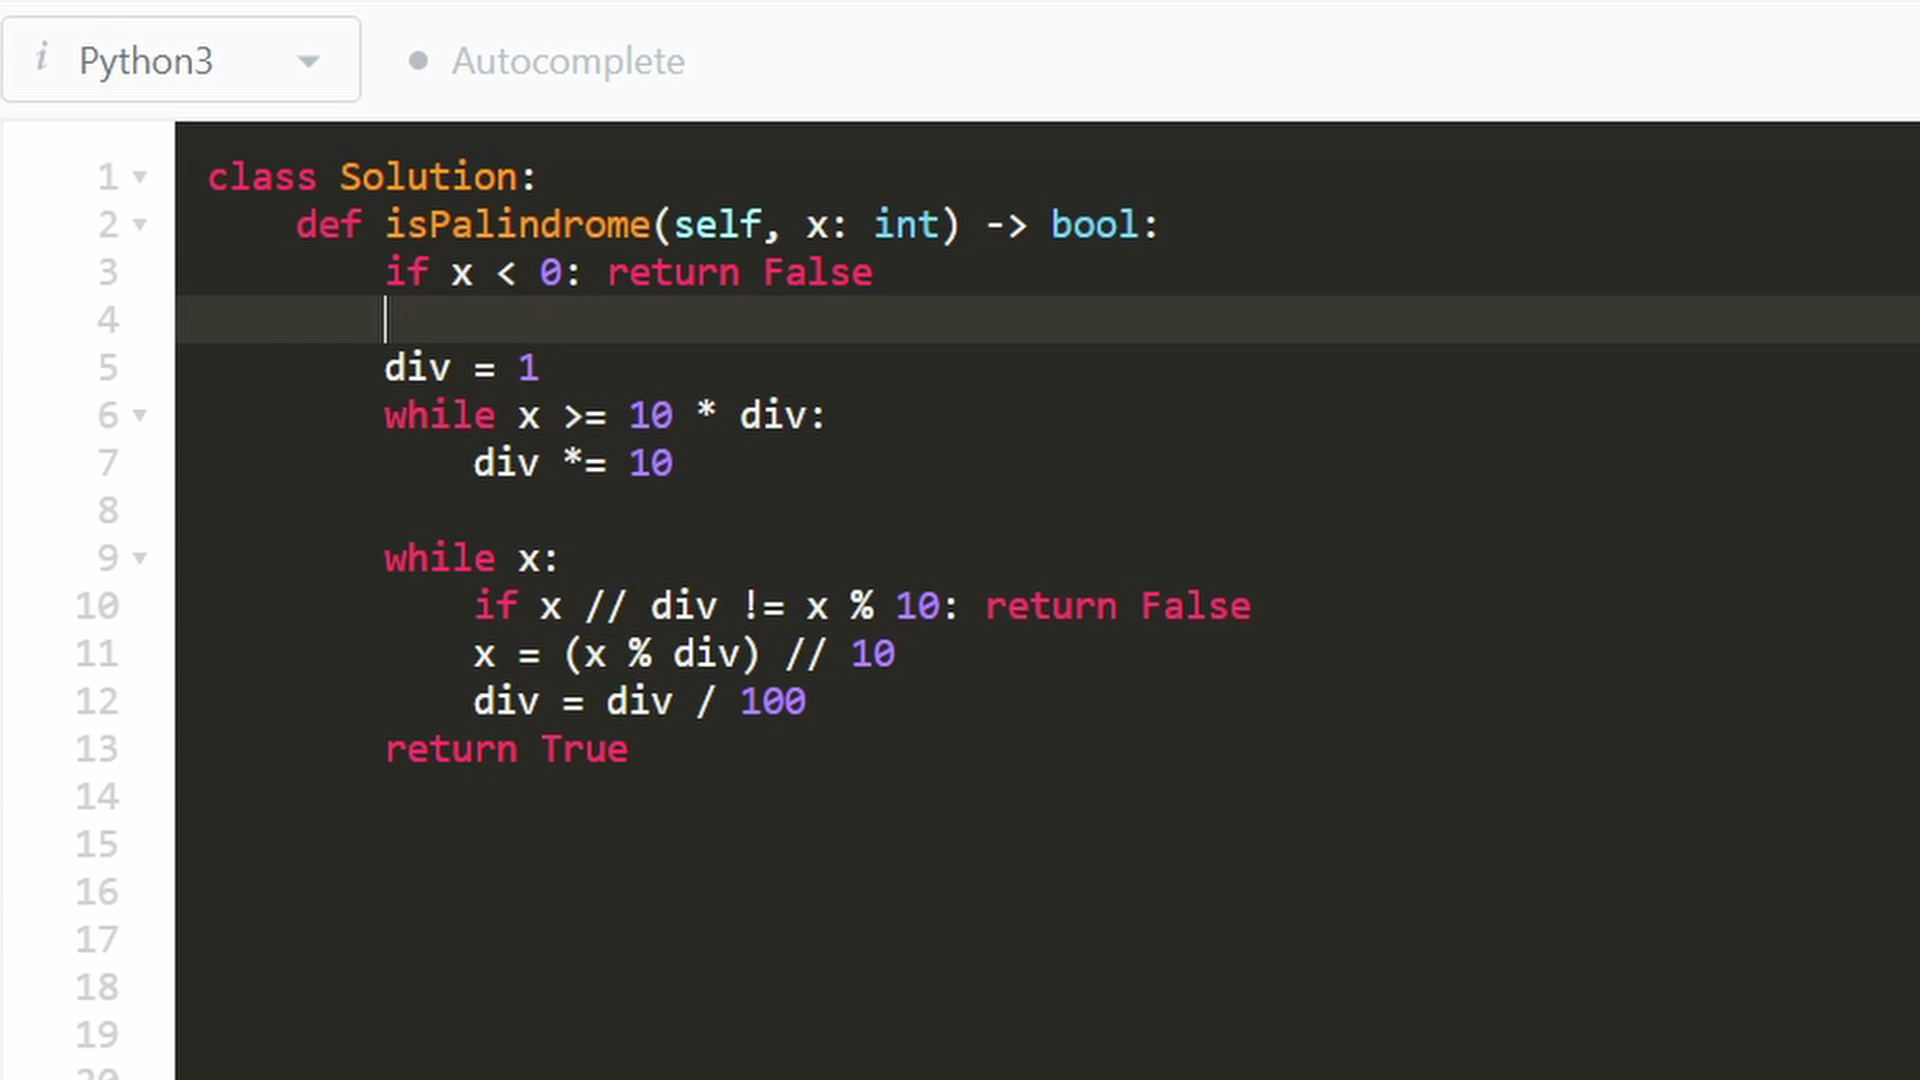 i Python3 Autocomplete
1 class Solution:
2     def isPalindrome(self, x: int) -> bool:
3         if x < 0: return False
4
5         div = 1
6         while x >= 10 * div:
7             div *= 10
8
9         while x:
10             if x // div != x % 10: return False
11             x = (x % div) // 10
12             div = div / 100
13         return True
14
15
16
17
18
19
20